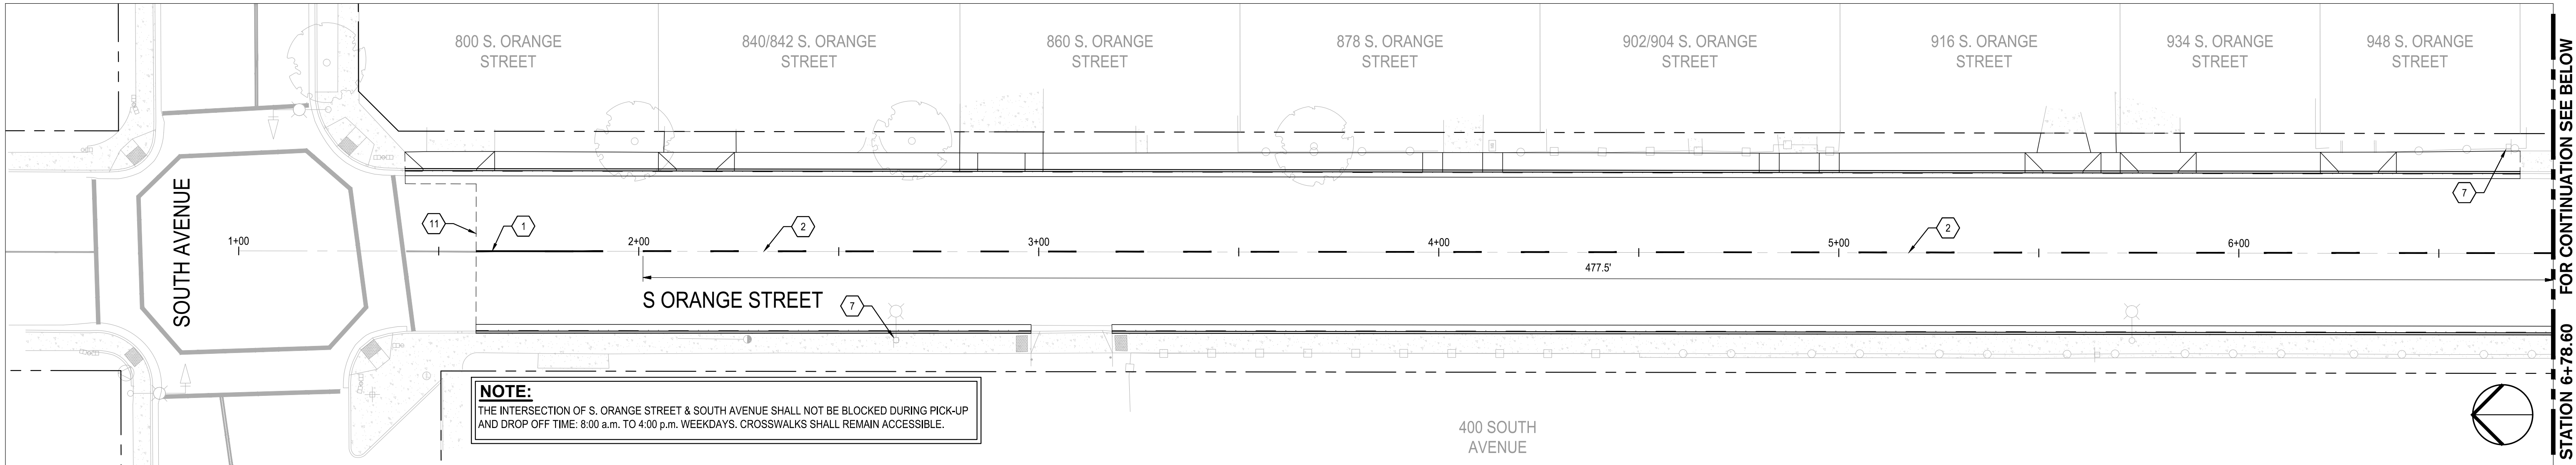 800 S. ORANGE
STREET
840/842 S. ORANGE
STREET
860 S. ORANGE
STREET
878 S. ORANGE
STREET
902/904 S. ORANGE
STREET
916 S. ORANGE
STREET
934 S. ORANGE
STREET
948 S. ORANGE
STREET
SOUTH AVENUE
11
1
2
2
7
1+00
2+00
3+00
4+00
5+00
6+00
477.5'
S ORANGE STREET
7
NOTE:
THE INTERSECTION OF S. ORANGE STREET & SOUTH AVENUE SHALL NOT BE BLOCKED DURING PICK-UP
AND DROP OFF TIME: 8:00 a.m. TO 4:00 p.m. WEEKDAYS. CROSSWALKS SHALL REMAIN ACCESSIBLE.
400 SOUTH
AVENUE
STATION 6+78.60 FOR CONTINUATION SEE BELOW